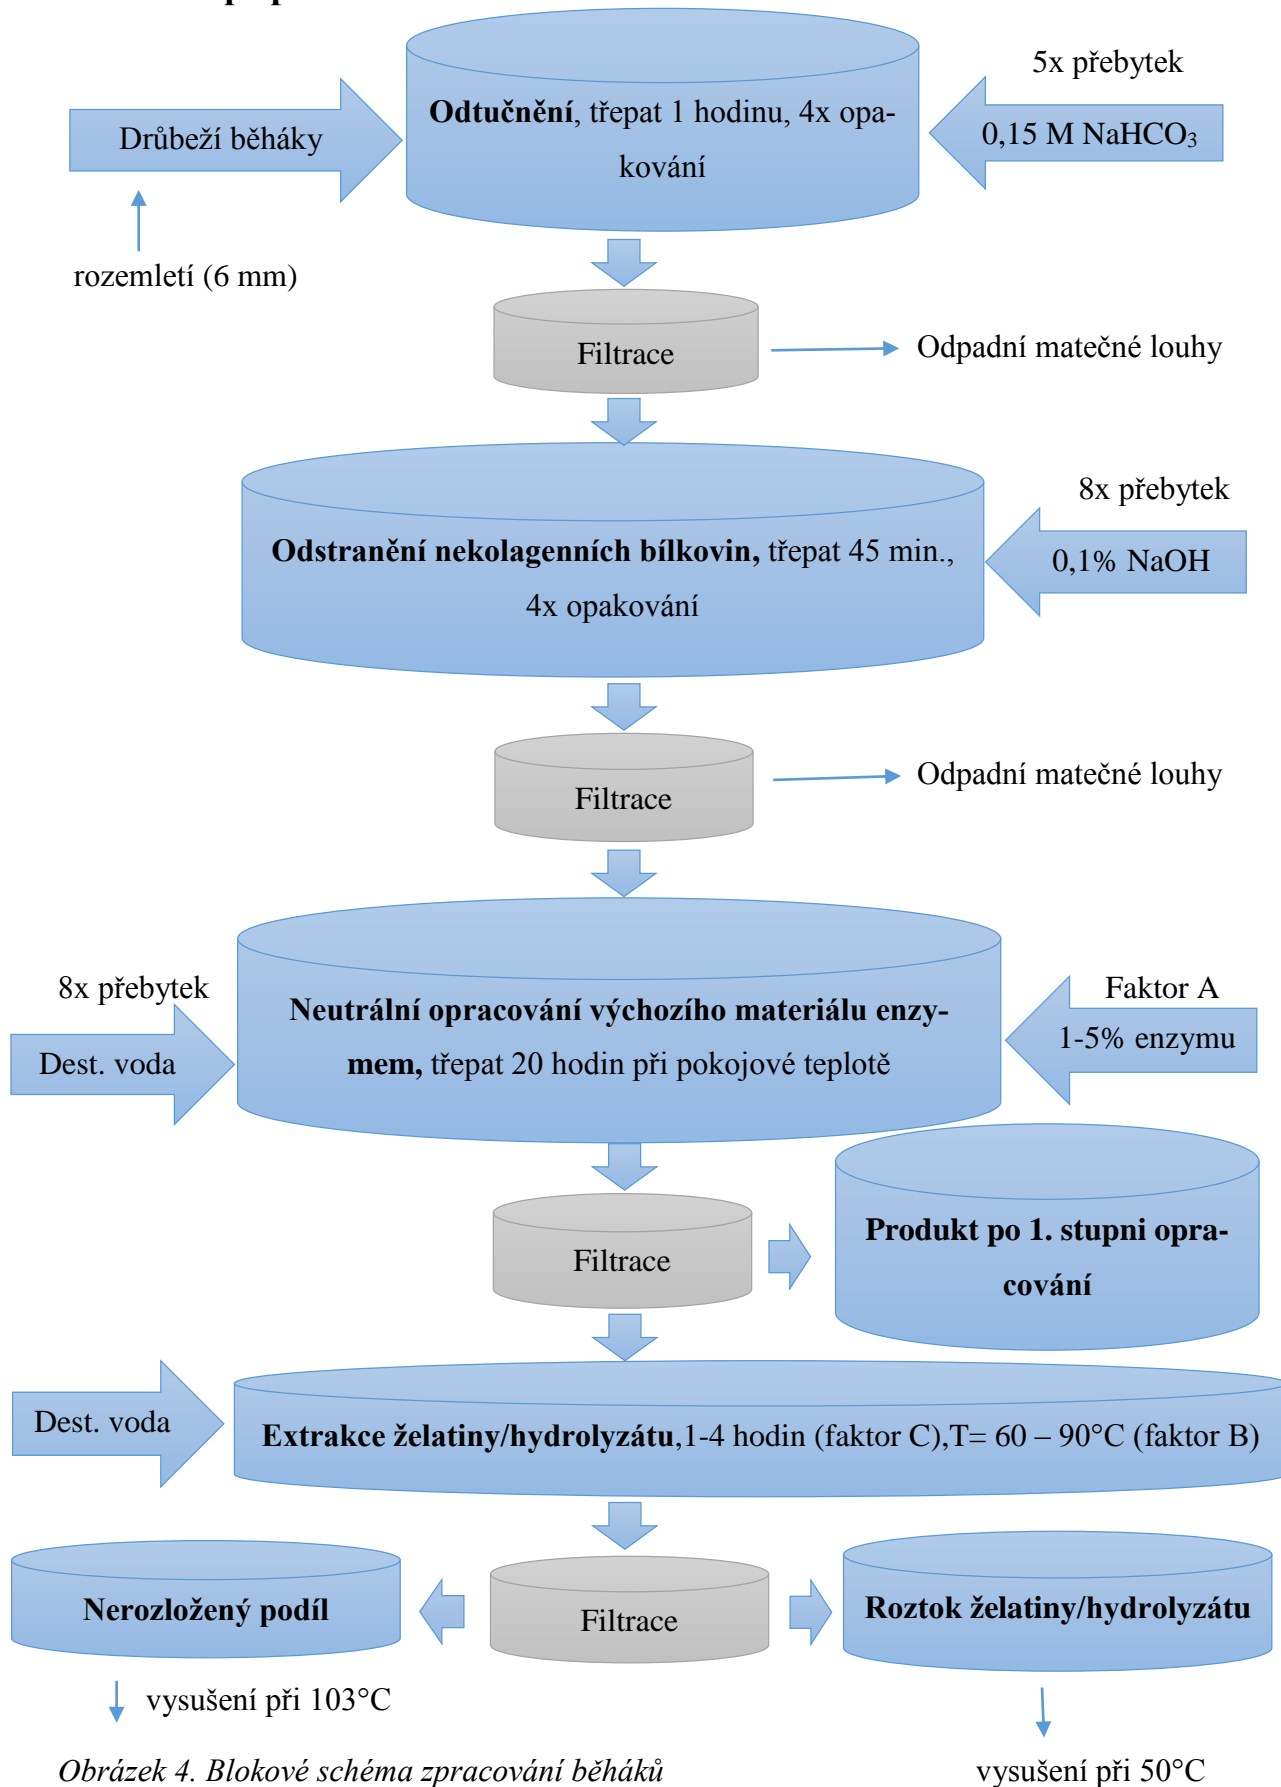 5x přebytek
Odtučnění, třepat 1 hodinu, 4x opa-
kování
Drůbeží běháky
0,15 M NaHCO₃
rozemletí (6 mm)
Filtrace
Odpadní matečné louhy
8x přebytek
Odstranění nekolagenních bílkovin, třepat 45 min.,
4x opakování
0,1% NaOH
Filtrace
Odpadní matečné louhy
8x přebytek
Dest. voda
Neutrální opracování výchozího materiálu enzy-
mem, třepat 20 hodin při pokojové teplotě
Faktor A
1-5% enzymu
Filtrace
Produkt po 1. stupni opra-
cování
Dest. voda
Extrakce želatiny/hydrolyzátu,1-4 hodin (faktor C),T= 60 – 90°C (faktor B)
Nerozložený podíl
Filtrace
Roztok želatiny/hydrolyzátu
vysušení při 103°C
Obrázek 4. Blokové schéma zpracování běháků
vysušení při 50°C